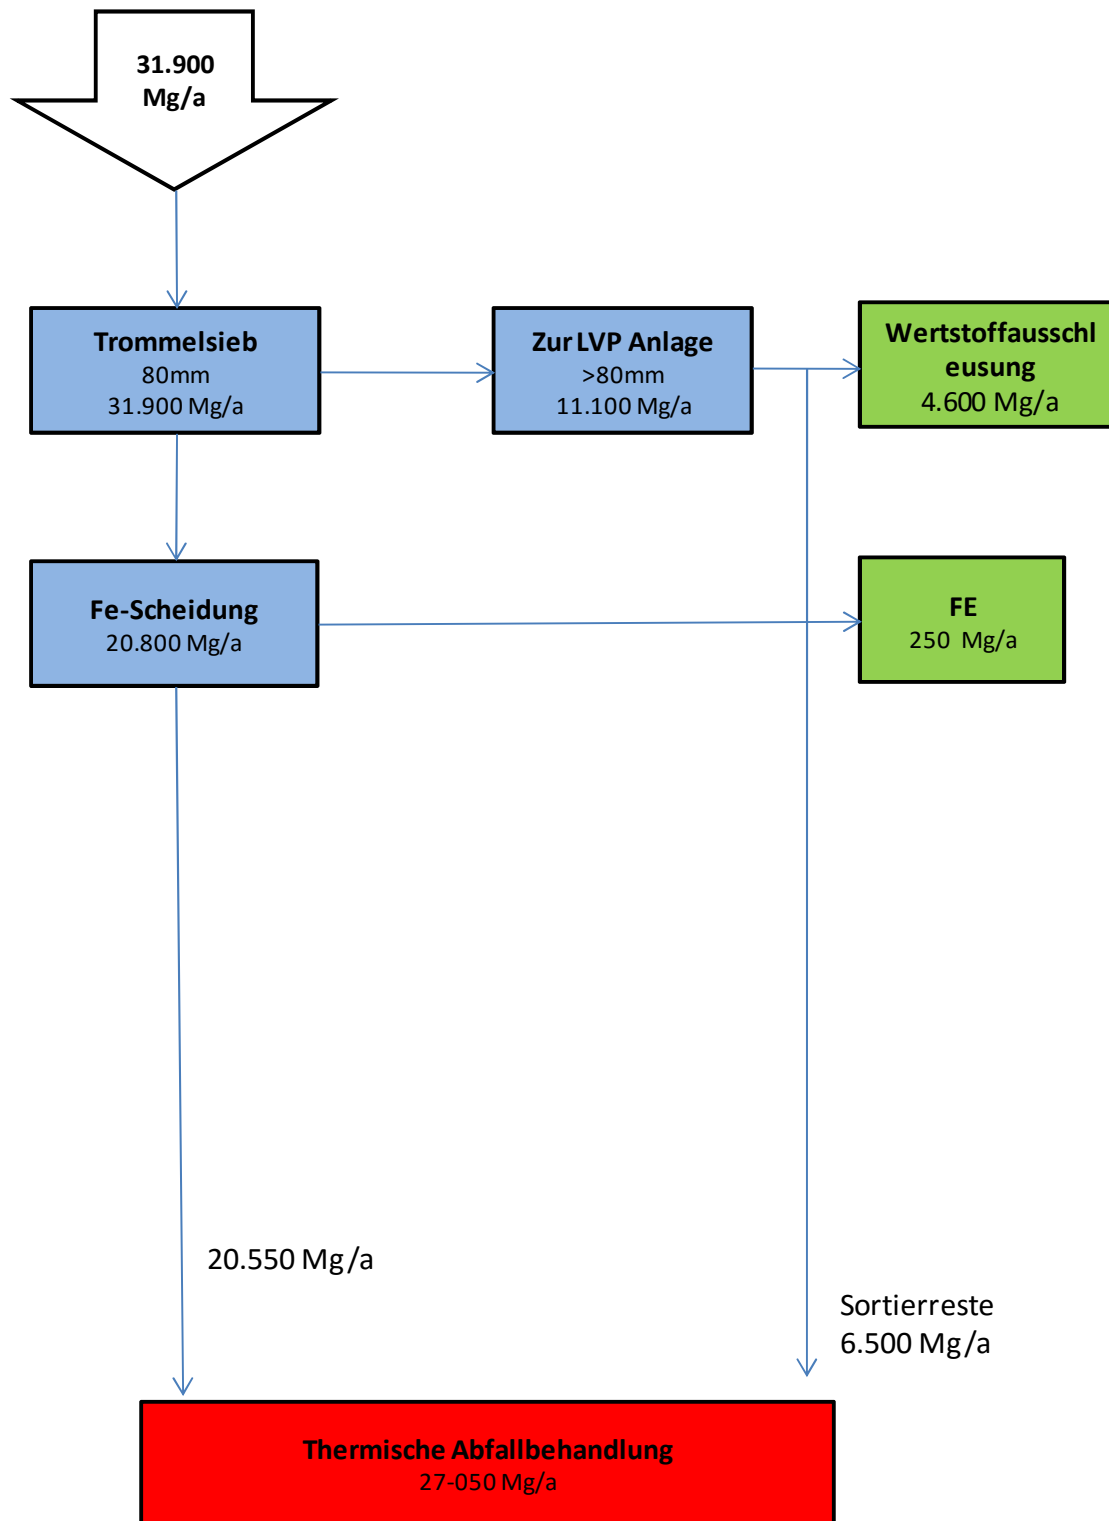 31.900
Mg/a
Trommelsieb
80mm
31.900 Mg/a
Zur LVP Anlage
>80mm
11.100 Mg/a
Wertstoffausschl
eusung
4.600 Mg/a
Fe-Scheidung
20.800 Mg/a
FE
250 Mg/a
20.550 Mg/a
Sortierreste
6.500 Mg/a
Thermische Abfallbehandlung
27-050 Mg/a